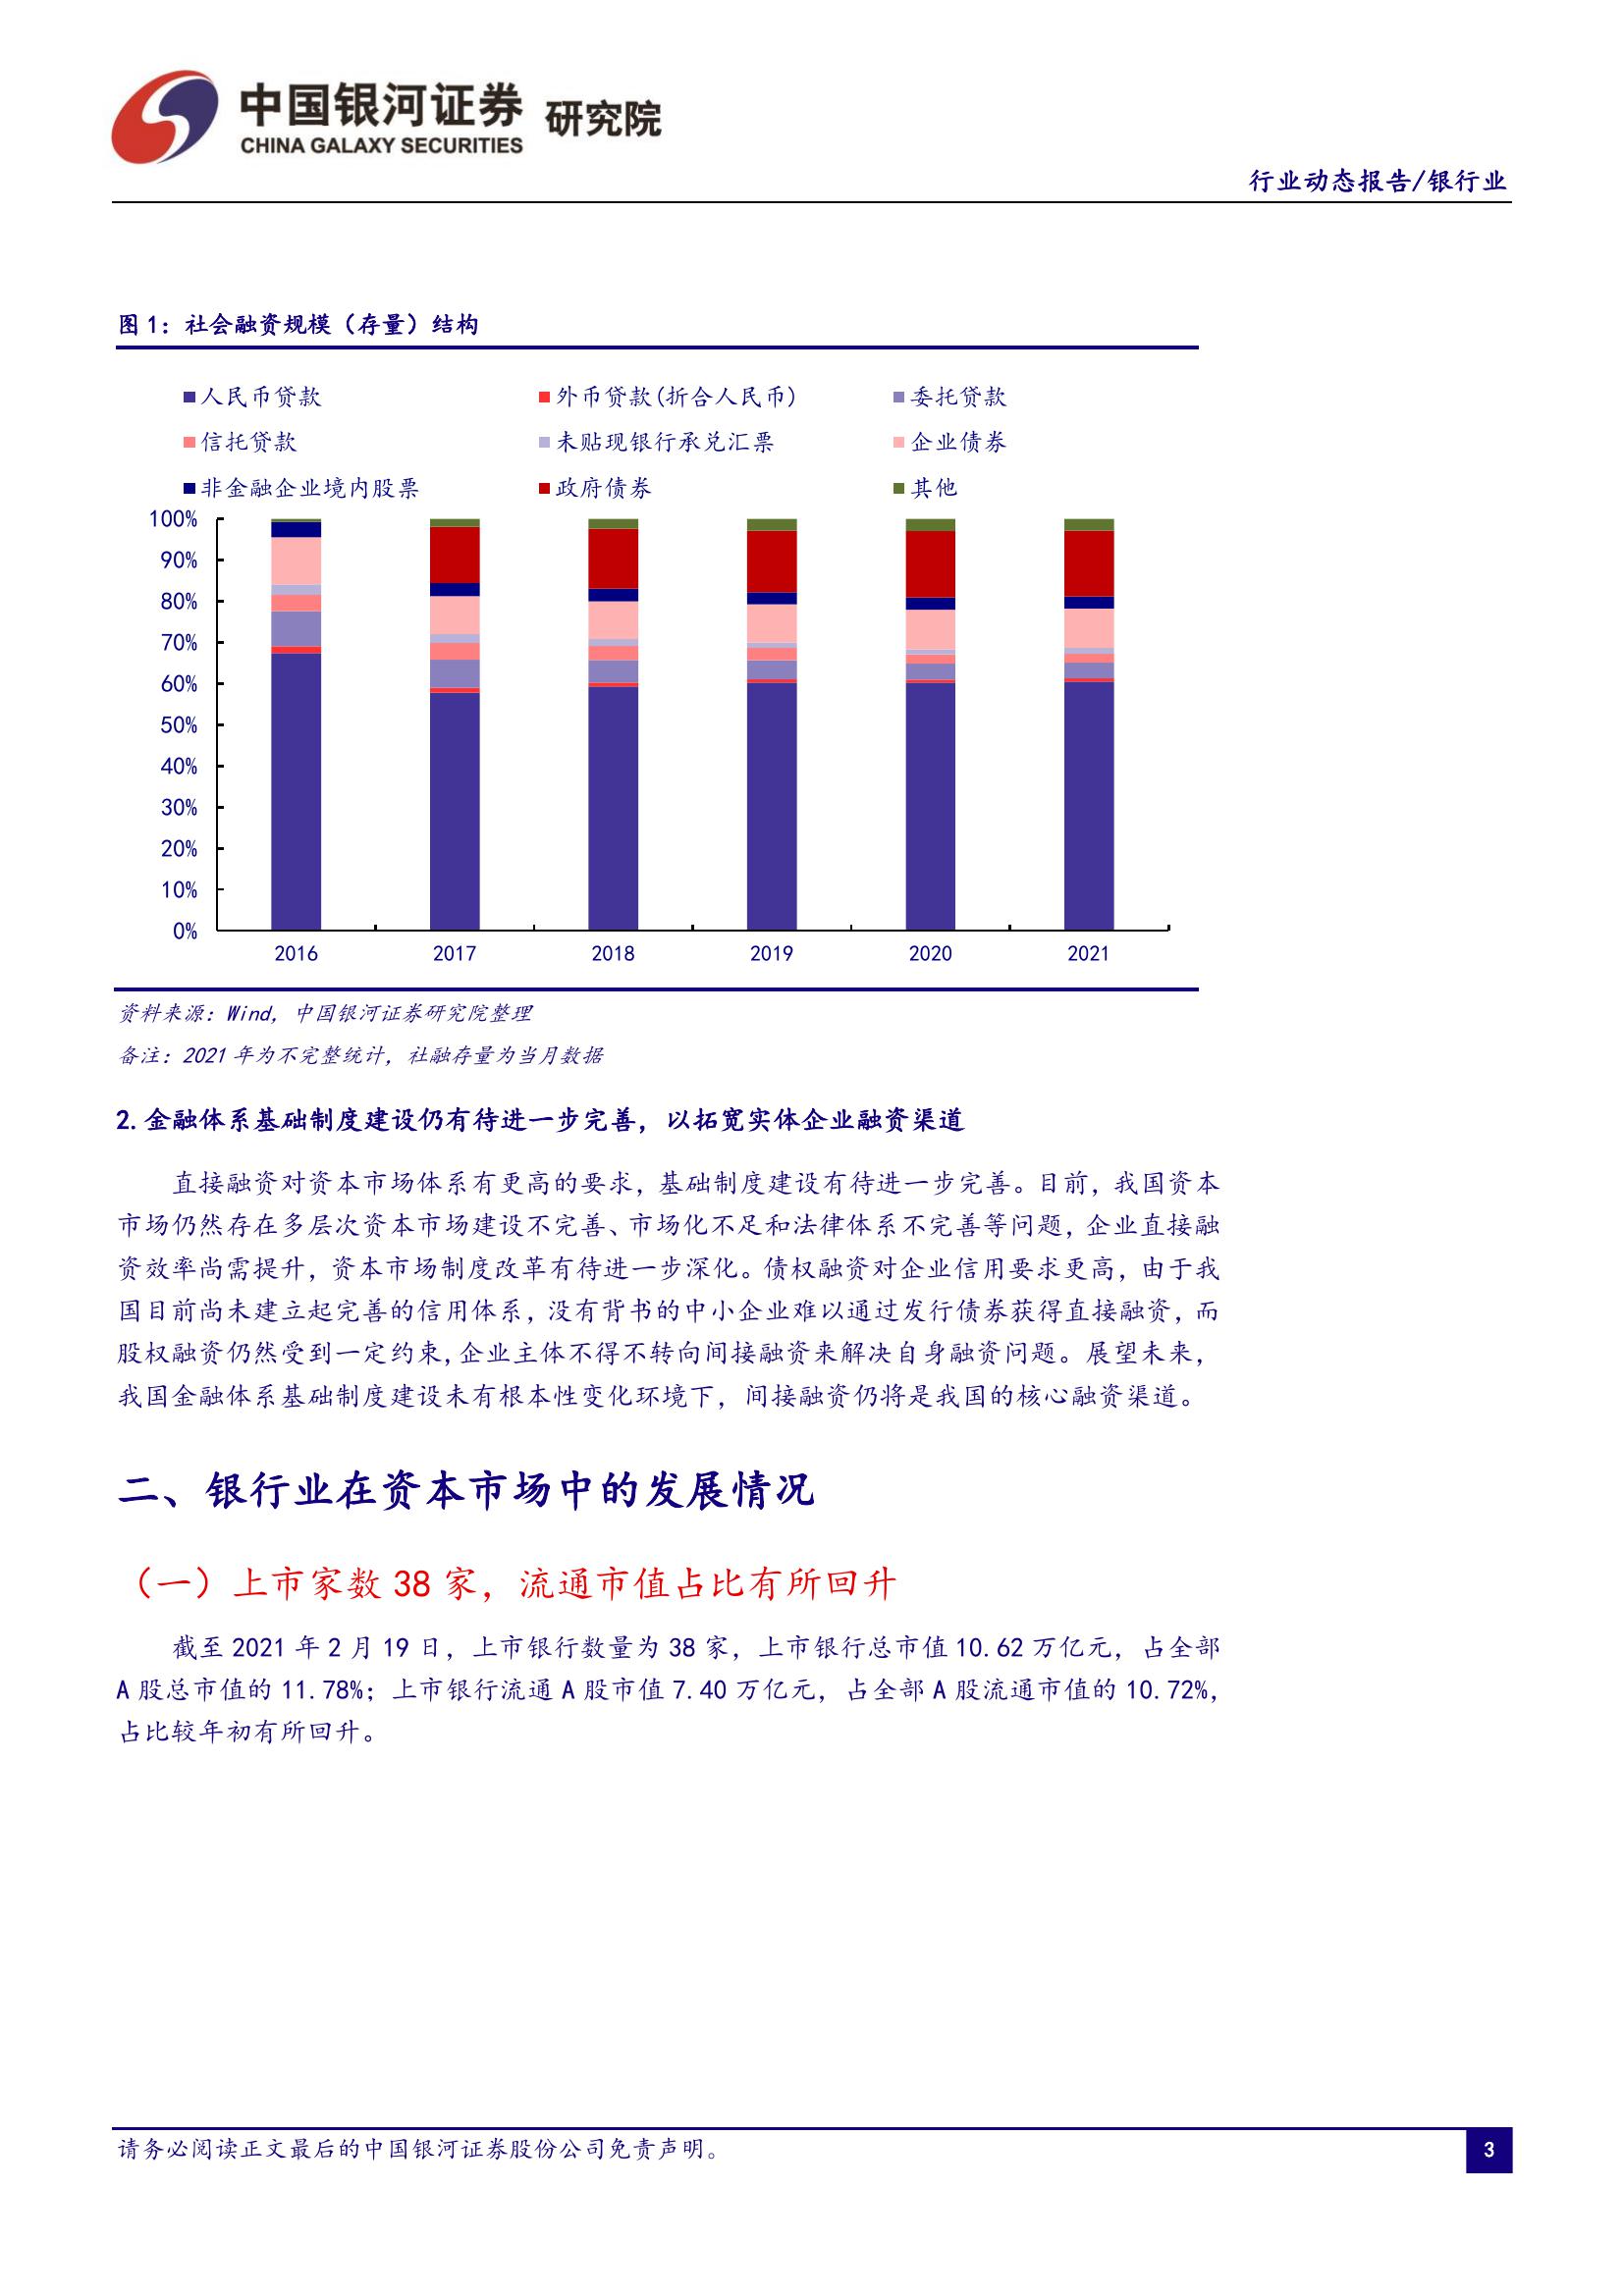 中国银河证券 研究院
CHINA GALAXY SECURITIES
行业动态报告/银行业
图 1：社会融资规模（存量）结构
人民币贷款 外币贷款(折合人民币) 委托贷款
信托贷款 未贴现银行承兑汇票 企业债券
非金融企业境内股票 政府债券 其他
100%
90%
80%
70%
60%
50%
40%
30%
20%
10%
0%
2016 2017 2018 2019 2020 2021
资料来源：Wind，中国银河证券研究院整理
备注：2021 年为不完整统计，社融存量为当月数据
2.金融体系基础制度建设仍有待进一步完善，以拓宽实体企业融资渠道
直接融资对资本市场体系有更高的要求，基础制度建设有待进一步完善。目前，我国资本
市场仍然存在多层次资本市场建设不完善、市场化不足和法律体系不完善等问题，企业直接融
资效率尚需提升，资本市场制度改革有待进一步深化。债权融资对企业信用要求更高，由于我
国目前尚未建立起完善的信用体系，没有背书的中小企业难以通过发行债券获得直接融资，而
股权融资仍然受到一定约束,企业主体不得不转向间接融资来解决自身融资问题。展望未来，
我国金融体系基础制度建设未有根本性变化环境下，间接融资仍将是我国的核心融资渠道。
二、银行业在资本市场中的发展情况
（一）上市家数 38 家，流通市值占比有所回升
截至 2021 年 2 月 19 日，上市银行数量为 38 家，上市银行总市值 10.62 万亿元，占全部
A 股总市值的 11.78%；上市银行流通 A 股市值 7.40 万亿元，占全部 A 股流通市值的 10.72%，
占比较年初有所回升。
请务必阅读正文最后的中国银河证券股份公司免责声明。
3